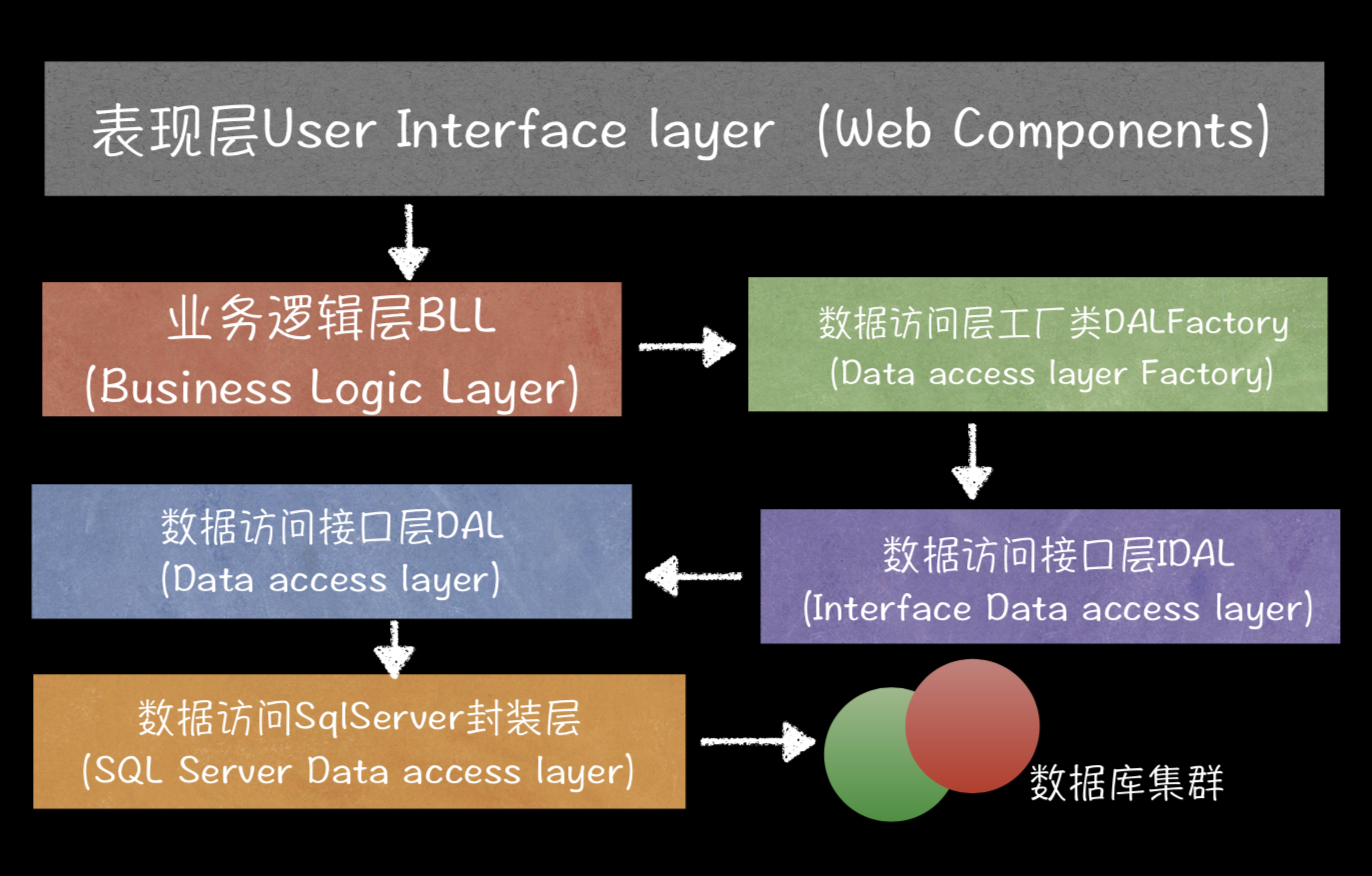 表现层User Interface layer (Web Components)
业务逻辑层BLL
(Business Logic Layer)
数据访问层工厂类DALFactory
(Data access layer Factory)
数据访问接口层DAL
(Data access layer)
数据访问接口层IDAL
(Interface Data access layer)
数据访问SqlServer封装层
(SQL Server Data access layer)
数据库集群